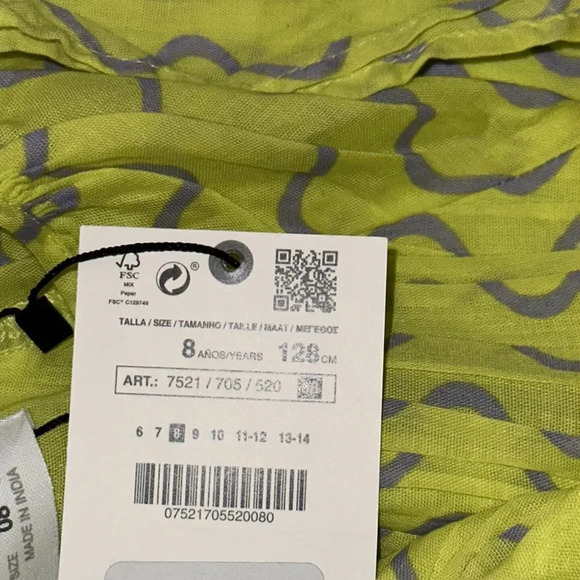 FSC
MIX
Paper
FSC® C128745
®
TALLA / SIZE / TAMANHO / TAILLE / MAAT / ΜΕΓΕΘΟΣ
8 AÑOS/YEARS 128 CM
ART.: 7521 / 705 / 520
6 7 8 9 10 11-12 13-14
07521705520080
08
SIZE
MADE IN INDIA